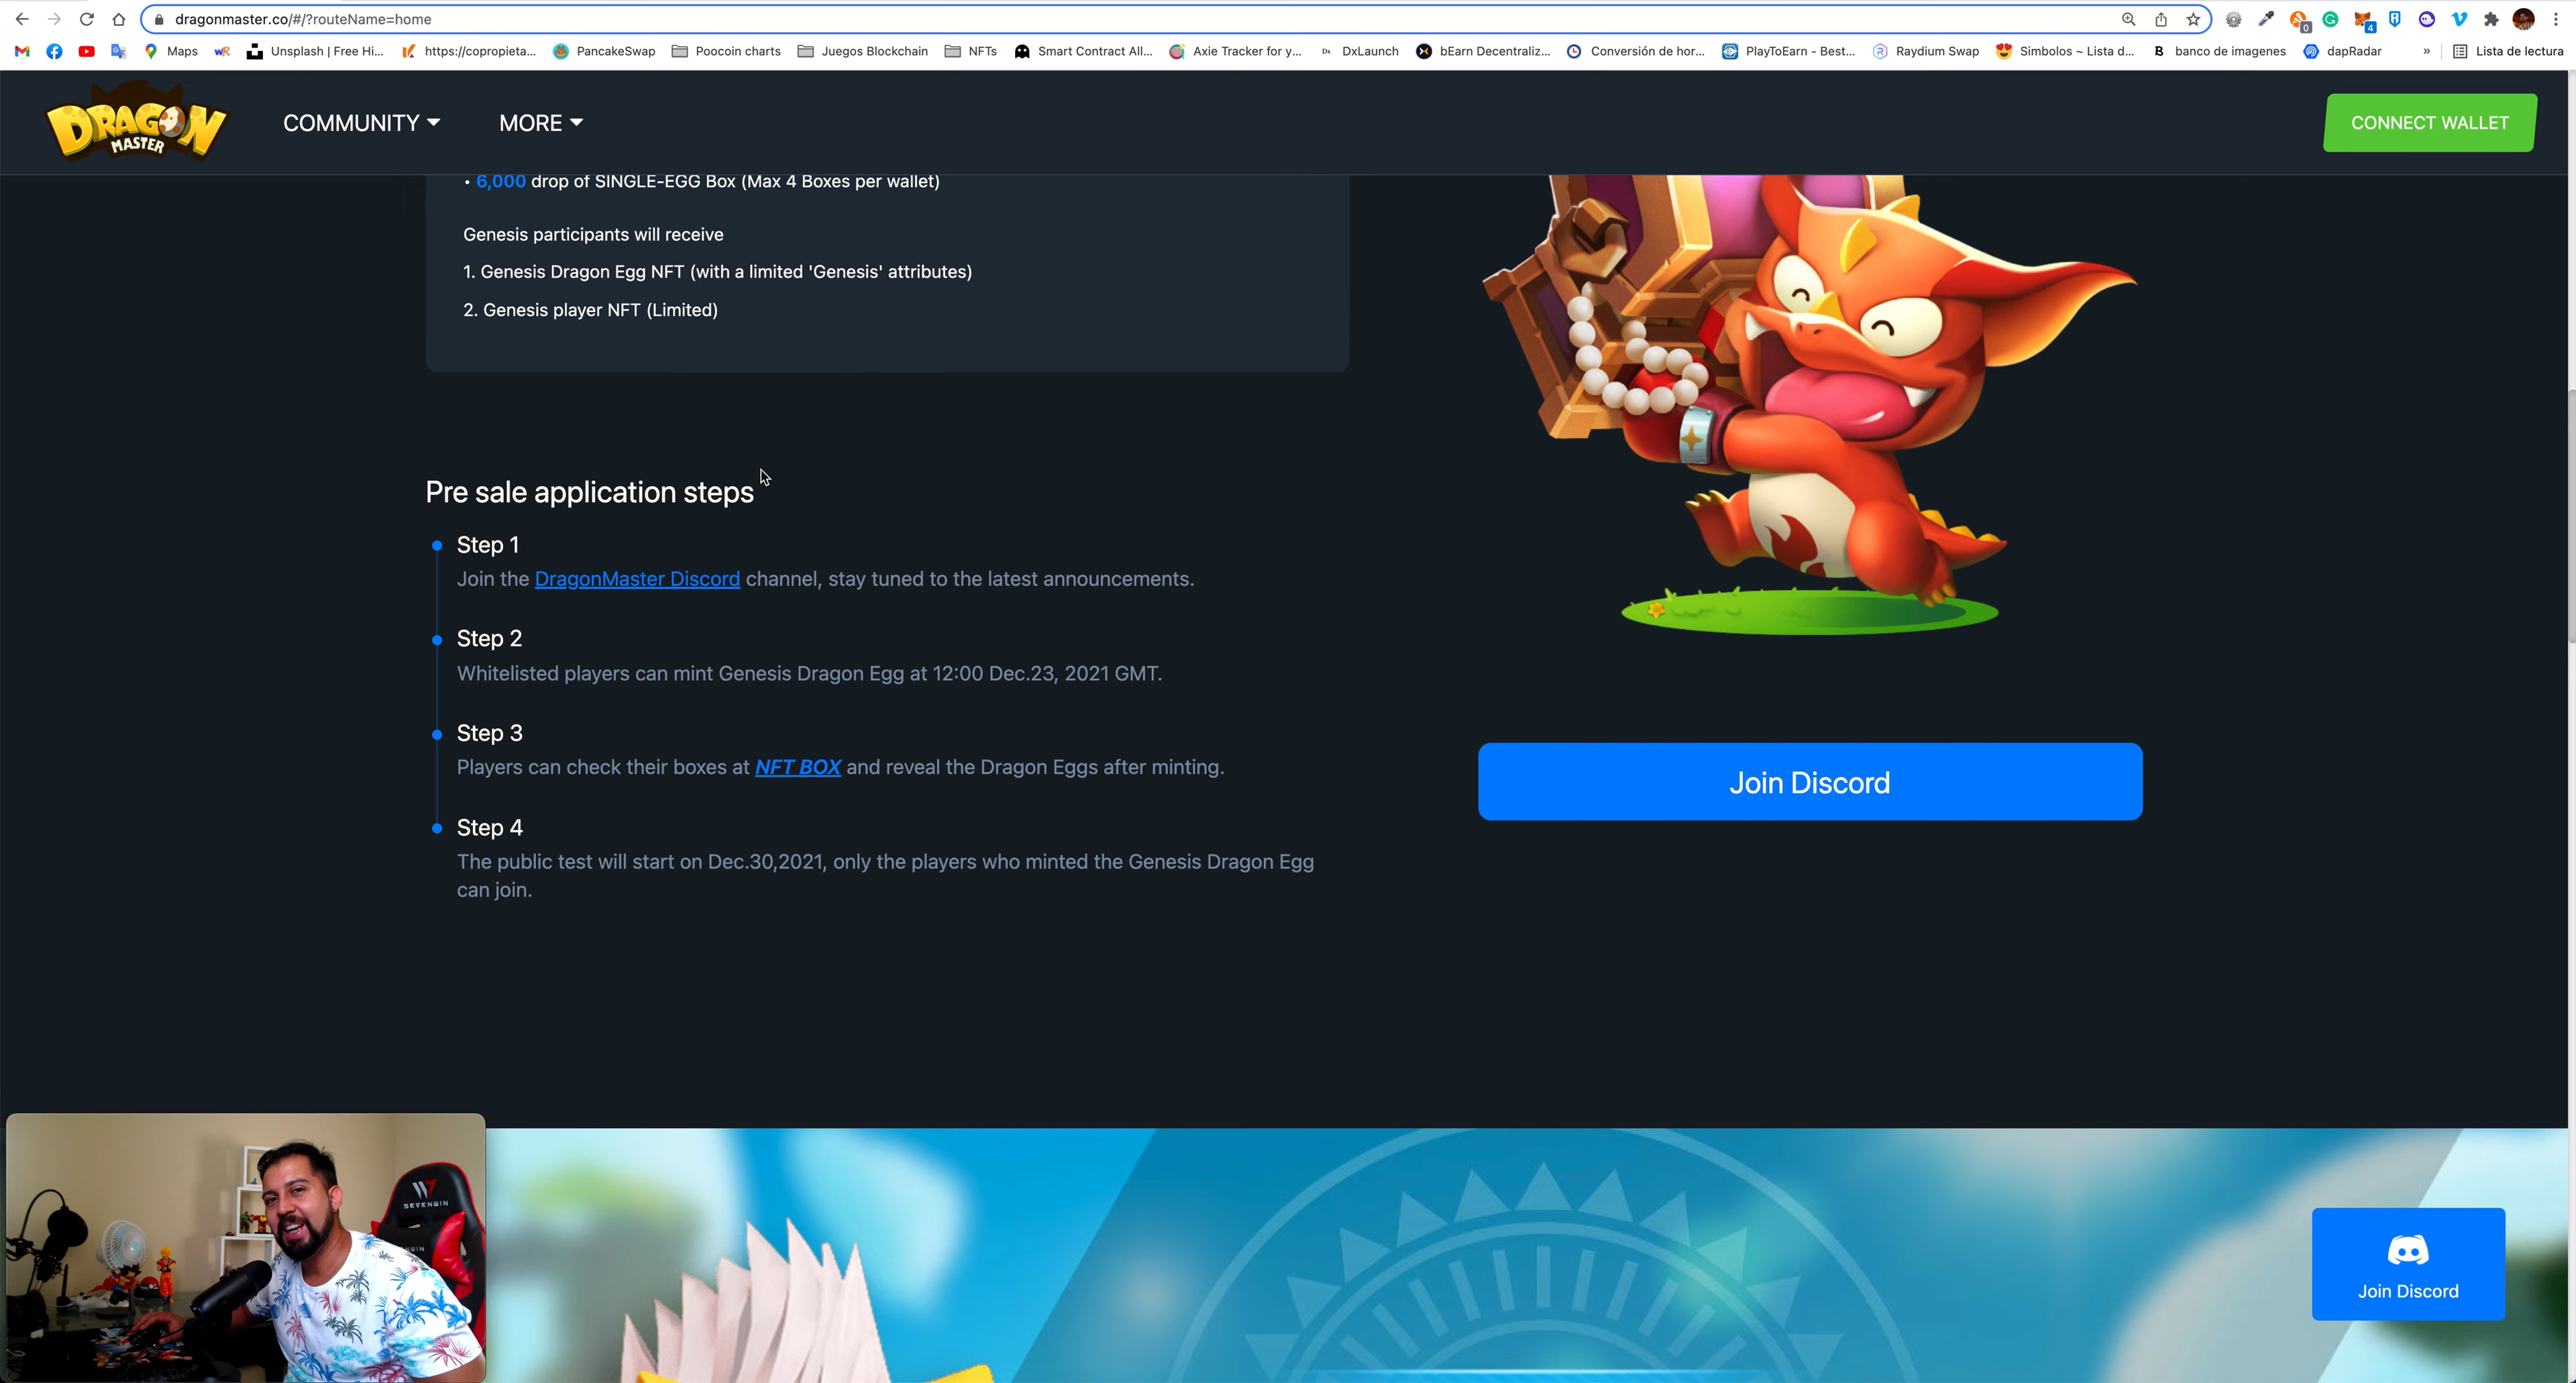 dragonmaster.co/#/?routeName=home
0
4
Maps
wR
Unsplash | Free Hi...
https://copropieta...
PancakeSwap
Poocoin charts
Juegos Blockchain
NFTs
Smart Contract All...
Axie Tracker for y...
Dx
DxLaunch
bEarn Decentraliz...
Conversión de hor...
PlayToEarn - Best...
Raydium Swap
Simbolos ~ Lista d...
B
banco de imagenes
dapRadar
»
Lista de lectura
DRAGON
MASTER
COMMUNITY
MORE
CONNECT WALLET
• 6,000 drop of SINGLE-EGG Box (Max 4 Boxes per wallet)
Genesis participants will receive
1. Genesis Dragon Egg NFT (with a limited 'Genesis' attributes)
2. Genesis player NFT (Limited)
Pre sale application steps
Step 1
Join the DragonMaster Discord channel, stay tuned to the latest announcements.
Step 2
Whitelisted players can mint Genesis Dragon Egg at 12:00 Dec.23, 2021 GMT.
Step 3
Players can check their boxes at NFT BOX and reveal the Dragon Eggs after minting.
Step 4
The public test will start on Dec.30,2021, only the players who minted the Genesis Dragon Egg
can join.
Join Discord
SEVENWIN
Join Discord